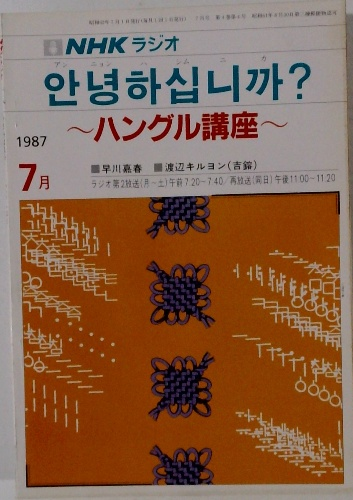 NHK ラジオ
アン ニョン ハ シム ニ カ
안녕하십니까?
～ハングル講座～
1987
7月
■早川嘉春 ■渡辺キルヨン(吉鎔)
ラジオ第2放送(月～土)午前7:20～7:40/再放送(同日)午後11:00～11:20